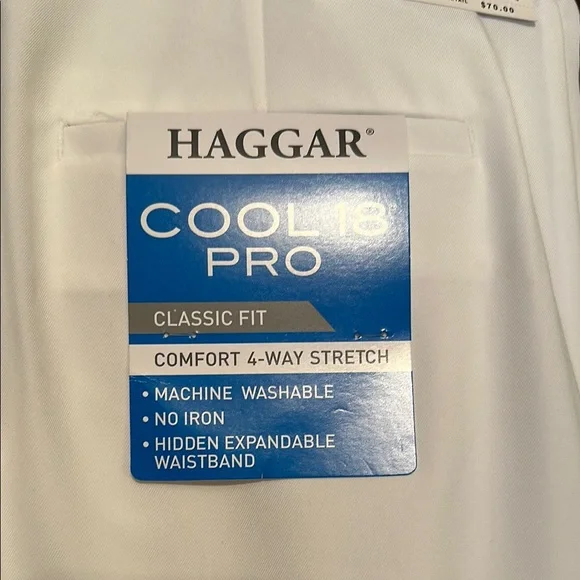 $70.00
HAGGAR®
COOL 18
PRO
CLASSIC FIT
COMFORT 4-WAY STRETCH
• MACHINE WASHABLE
• NO IRON
• HIDDEN EXPANDABLE
WAISTBAND